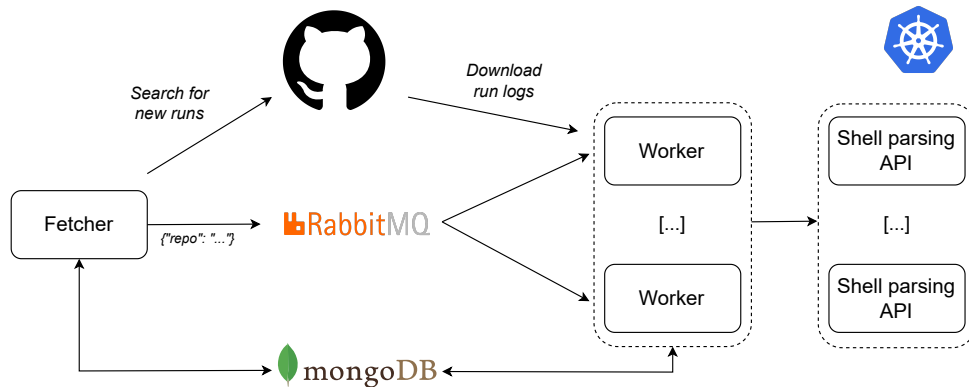 Search for
new runs
Download
run logs
Fetcher
{"repo": "..."}
RabbitMQ
Worker
[...]
Worker
Shell parsing
API
[...]
Shell parsing
API
mongoDB